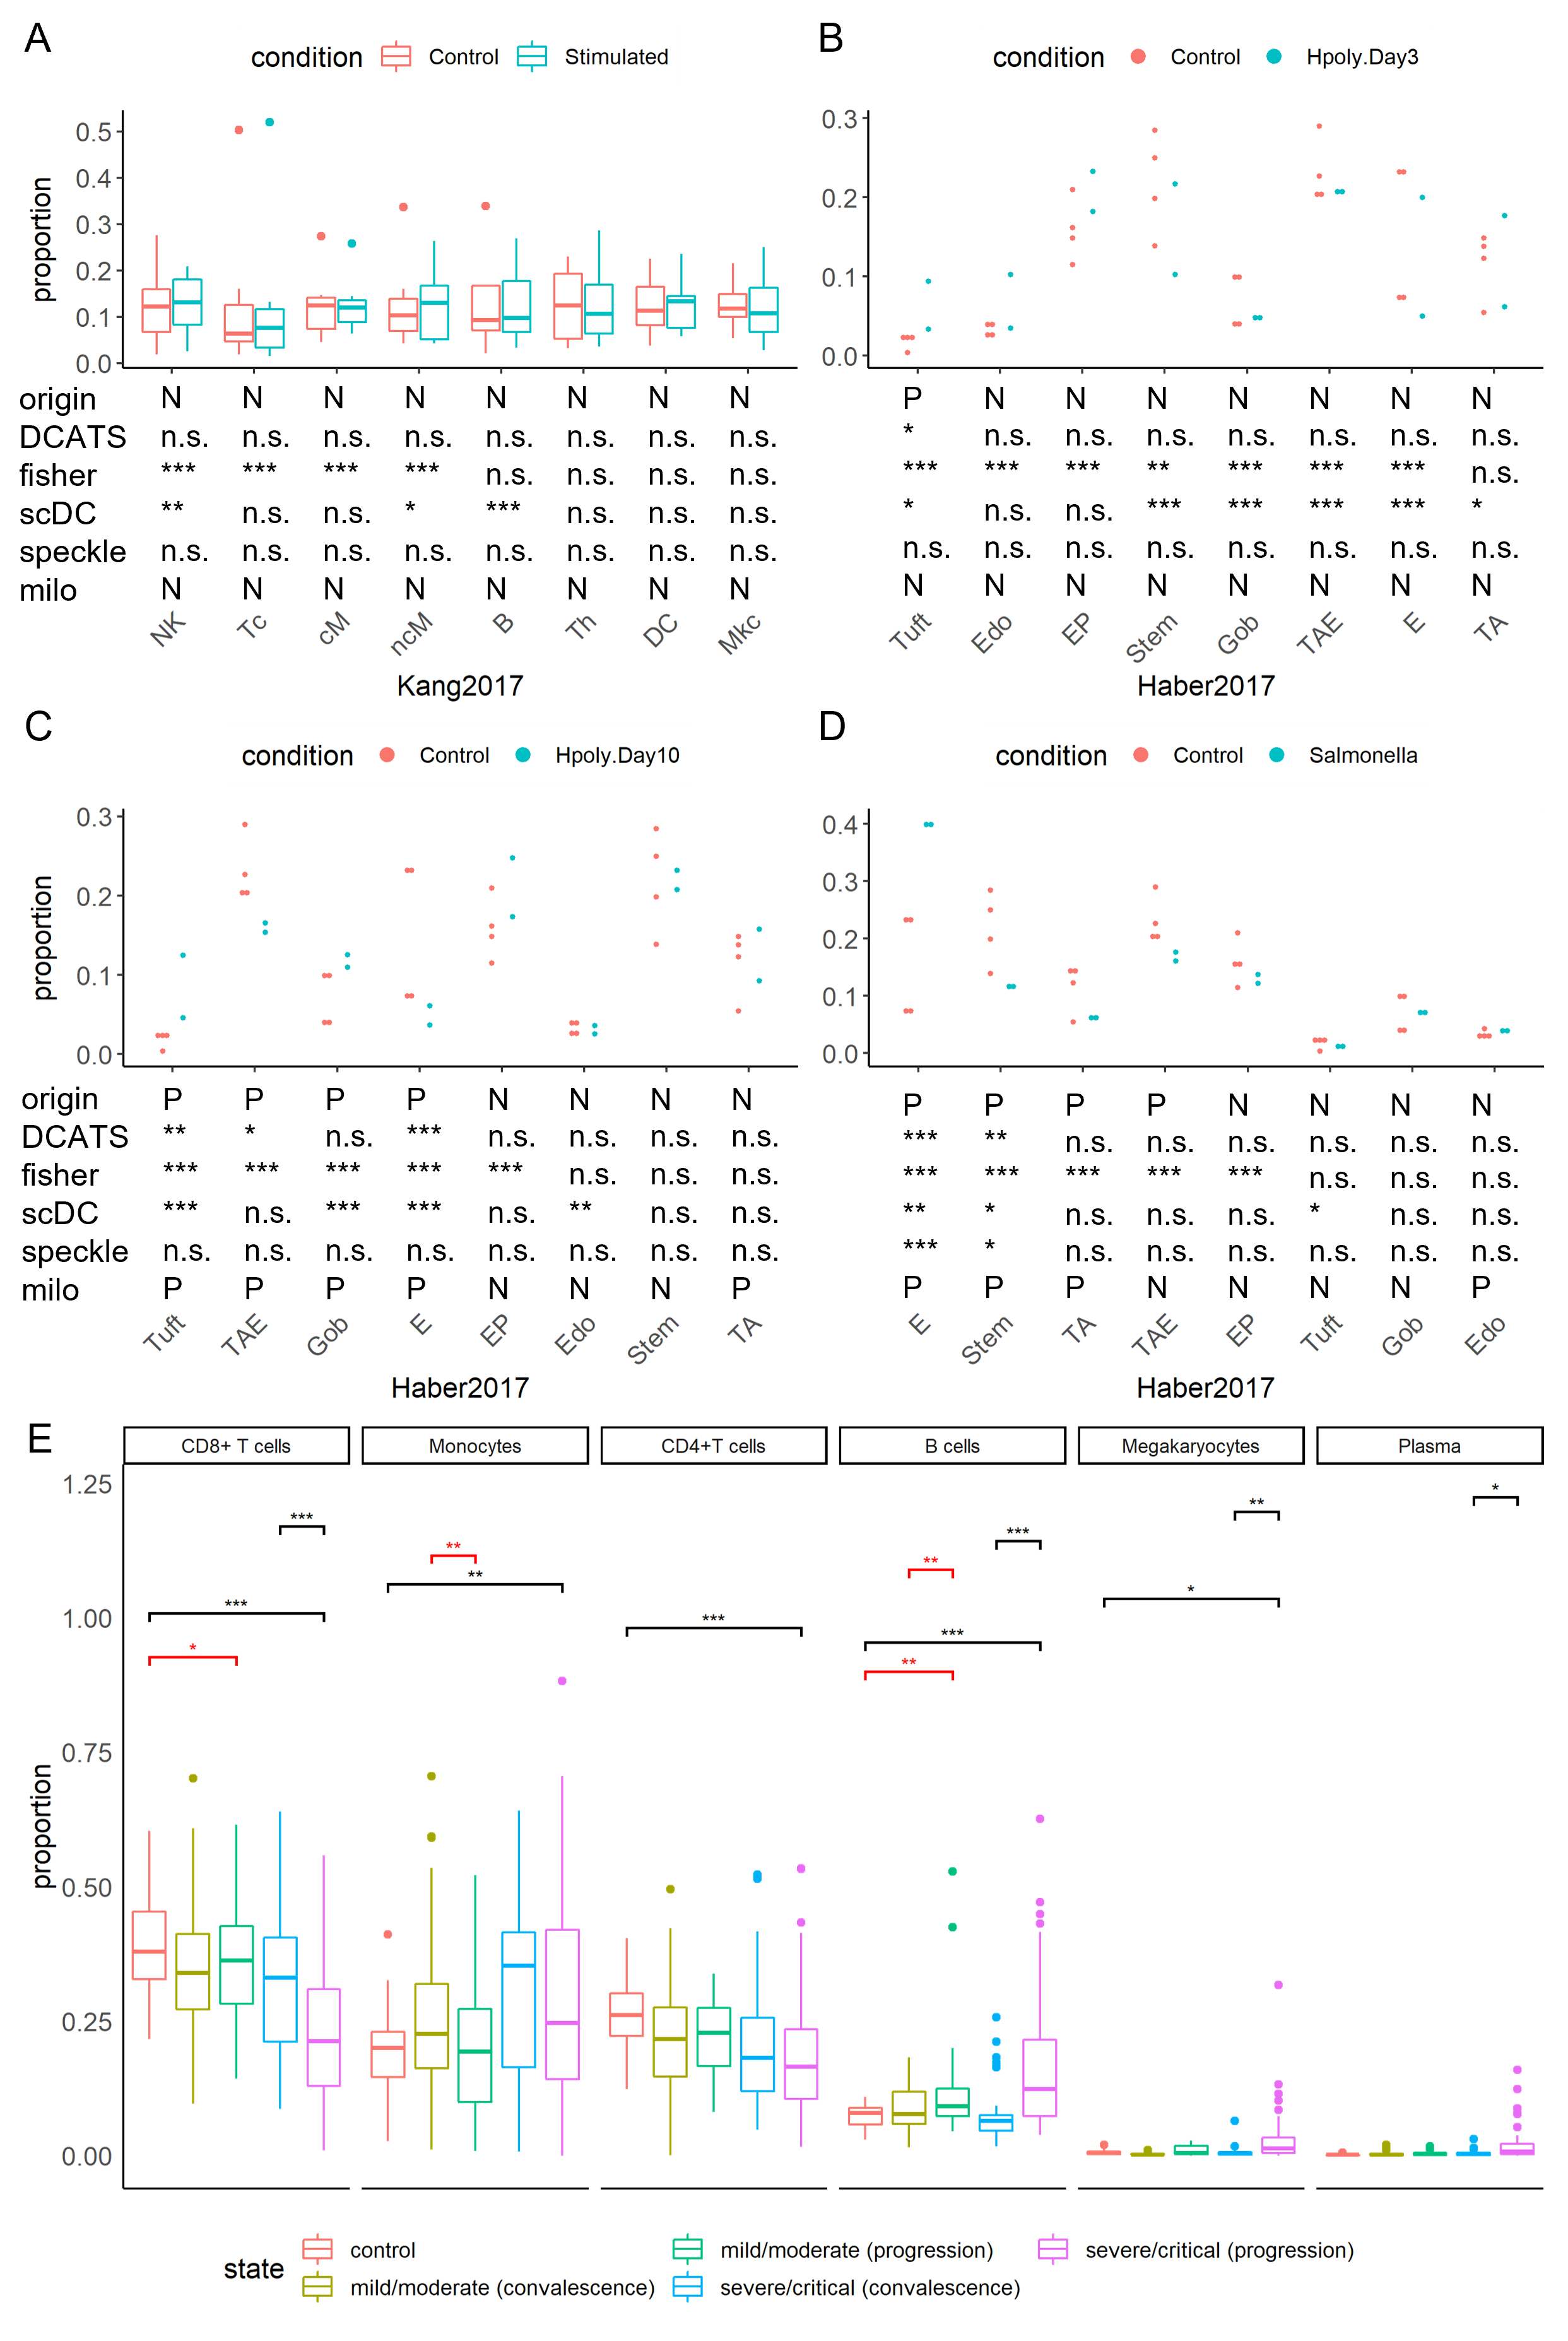 A
condition Control Stimulated
proportion
0.5
0.4
0.3
0.2
0.1
0.0
origin N N N N N N N N
DCATS n.s. n.s. n.s. n.s. n.s. n.s. n.s. n.s.
fisher *** *** *** *** n.s. n.s. n.s. n.s.
scDC ** n.s. n.s. * *** n.s. n.s. n.s.
speckle n.s. n.s. n.s. n.s. n.s. n.s. n.s. n.s.
milo N N N N N N N N
NK Tc cM ncM B Th DC Mkc
Kang2017
B
condition Control Hpoly.Day3
0.3
0.2
0.1
0.0
P N N N N N N N
* n.s. n.s. n.s. n.s. n.s. n.s. n.s.
*** *** *** ** *** *** *** n.s.
* n.s. n.s. *** *** *** *** *
n.s. n.s. n.s. n.s. n.s. n.s. n.s. n.s.
N N N N N N N N
Tuft Edo EP Stem Gob TAE E TA
Haber2017
C
condition Control Hpoly.Day10
proportion
0.3
0.2
0.1
0.0
origin P P P P N N N N
DCATS ** * n.s. *** n.s. n.s. n.s. n.s.
fisher *** *** *** *** *** n.s. n.s. n.s.
scDC *** n.s. *** *** n.s. ** n.s. n.s.
speckle n.s. n.s. n.s. n.s. n.s. n.s. n.s. n.s.
milo P P P P N N N P
Tuft TAE Gob E EP Edo Stem TA
Haber2017
D
condition Control Salmonella
0.4
0.3
0.2
0.1
0.0
P P P P N N N N
*** ** n.s. n.s. n.s. n.s. n.s. n.s.
*** *** *** *** *** n.s. n.s. n.s.
** * n.s. n.s. n.s. * n.s. n.s.
*** * n.s. n.s. n.s. n.s. n.s. n.s.
P P P N N N N P
E Stem TA TAE EP Tuft Gob Edo
Haber2017
E
CD8+ T cells Monocytes CD4+T cells B cells Megakaryocytes Plasma
proportion
1.25
1.00
0.75
0.50
0.25
0.00
*** *** *
** **
***
** *** **
*** **
** *
*
state control mild/moderate (progression) severe/critical (progression)
mild/moderate (convalescence) severe/critical (convalescence)